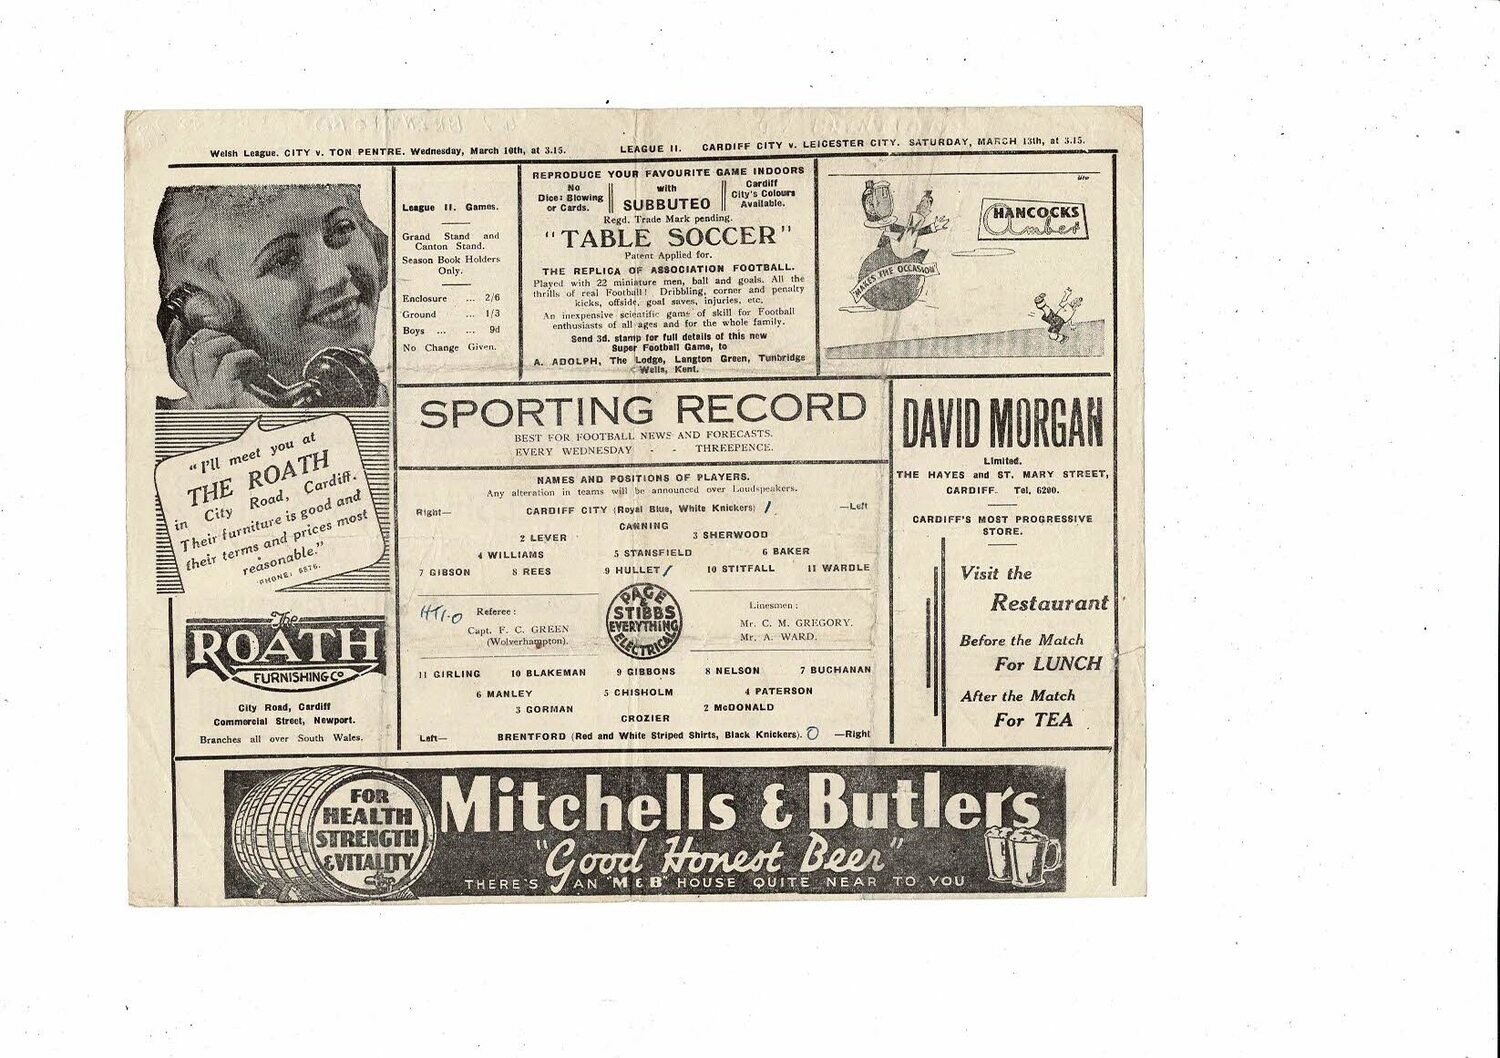 Welsh League. CITY v. TON PENTRE. Wednesday, March 10th, at 3.15.
LEAGUE II. CARDIFF CITY v. LEICESTER CITY. SATURDAY, MARCH 13th, at 3.15.
"I'll meet you at
THE ROATH
in City Road, Cardiff.
Their furniture is good and
their terms and prices most
reasonable."
PHONE: 5576.
The
ROATH
FURNISHING Co
City Road, Cardiff
Commercial Street, Newport.
Branches all over South Wales.
League II. Games.
Grand Stand and
Canton Stand.
Season Book Holders
Only.
Enclosure ... 2/6
Ground ... 1/3
Boys ... ... 9d
No Change Given.
REPRODUCE YOUR FAVOURITE GAME INDOORS
No
Dice: Blowing
or Cards.
with
SUBBUTEO
Cardiff
City's Colours
Available.
Regd. Trade Mark pending.
"TABLE SOCCER"
Patent Applied for.
THE REPLICA OF ASSOCIATION FOOTBALL.
Played with 22 miniature men, ball and goals. All the
thrills of real Football! Dribbling, corner and penalty
kicks, offside, goal saves, injuries, etc.
An inexpensive scientific game of skill for Football
enthusiasts of all ages and for the whole family.
Send 3d. stamp for full details of this new
Super Football Game, to
A. ADOLPH, The Lodge, Langton Green, Tunbridge
Wells, Kent.
HANCOCKS
Amber
MAKES THE OCCASION
SPORTING RECORD
BEST FOR FOOTBALL NEWS AND FORECASTS.
EVERY WEDNESDAY - - THREEPENCE.
NAMES AND POSITIONS OF PLAYERS.
Any alteration in teams will be announced over Loudspeakers.
Right— CARDIFF CITY (Royal Blue, White Knickers) 1 —Left
CANNING
2 LEVER 3 SHERWOOD
4 WILLIAMS 5 STANSFIELD 6 BAKER
7 GIBSON 8 REES 9 HULLET / 10 STITFALL 11 WARDLE
HT 1-0
Referee:
Capt. F. C. GREEN
(Wolverhampton).
PAGE
&
STIBBS
EVERYTHING
ELECTRICAL
Linesmen:
Mr. C. M. GREGORY.
Mr. A. WARD.
11 GIRLING 10 BLAKEMAN 9 GIBBONS 8 NELSON 7 BUCHANAN
6 MANLEY 5 CHISHOLM 4 PATERSON
3 GORMAN 2 McDONALD
CROZIER
Left— BRENTFORD (Red and White Striped Shirts, Black Knickers). 0 —Right
DAVID MORGAN
Limited.
THE HAYES and ST. MARY STREET,
CARDIFF. Tel. 6200.
CARDIFF'S MOST PROGRESSIVE
STORE.
Visit the
Restaurant
Before the Match
For LUNCH
After the Match
For TEA
FOR
HEALTH
STRENGTH
& VITALITY
Mitchells & Butlers
"Good Honest Beer"
THERE'S AN "M & B" HOUSE QUITE NEAR TO YOU